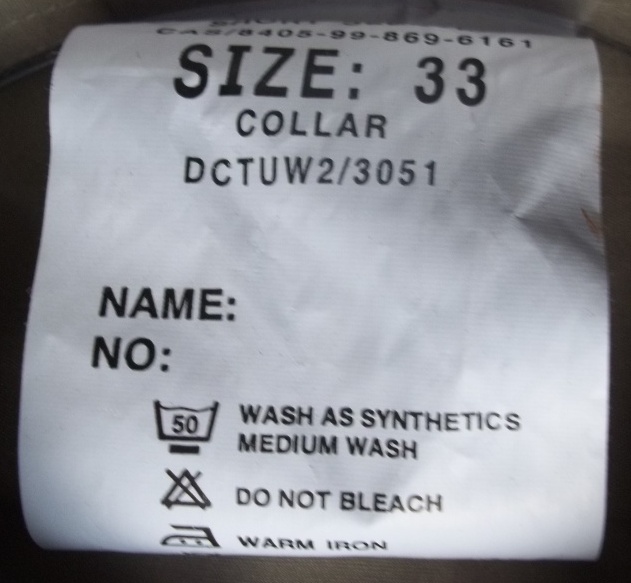 CAS/8405-99-869-6161
SIZE: 33
COLLAR
DCTUW2/3051
NAME:
NO:
50 WASH AS SYNTHETICS
MEDIUM WASH
DO NOT BLEACH
WARM IRON